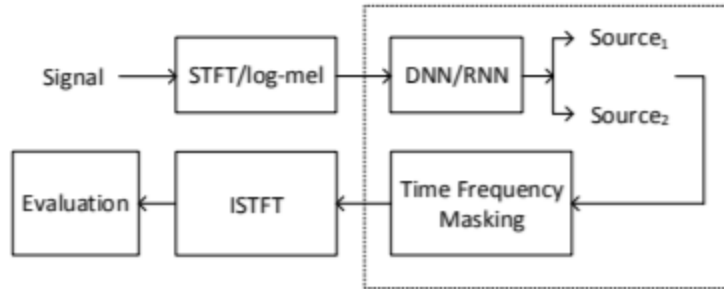 Signal
STFT/log-mel
DNN/RNN
Source₁
Source₂
Evaluation
ISTFT
Time Frequency
Masking